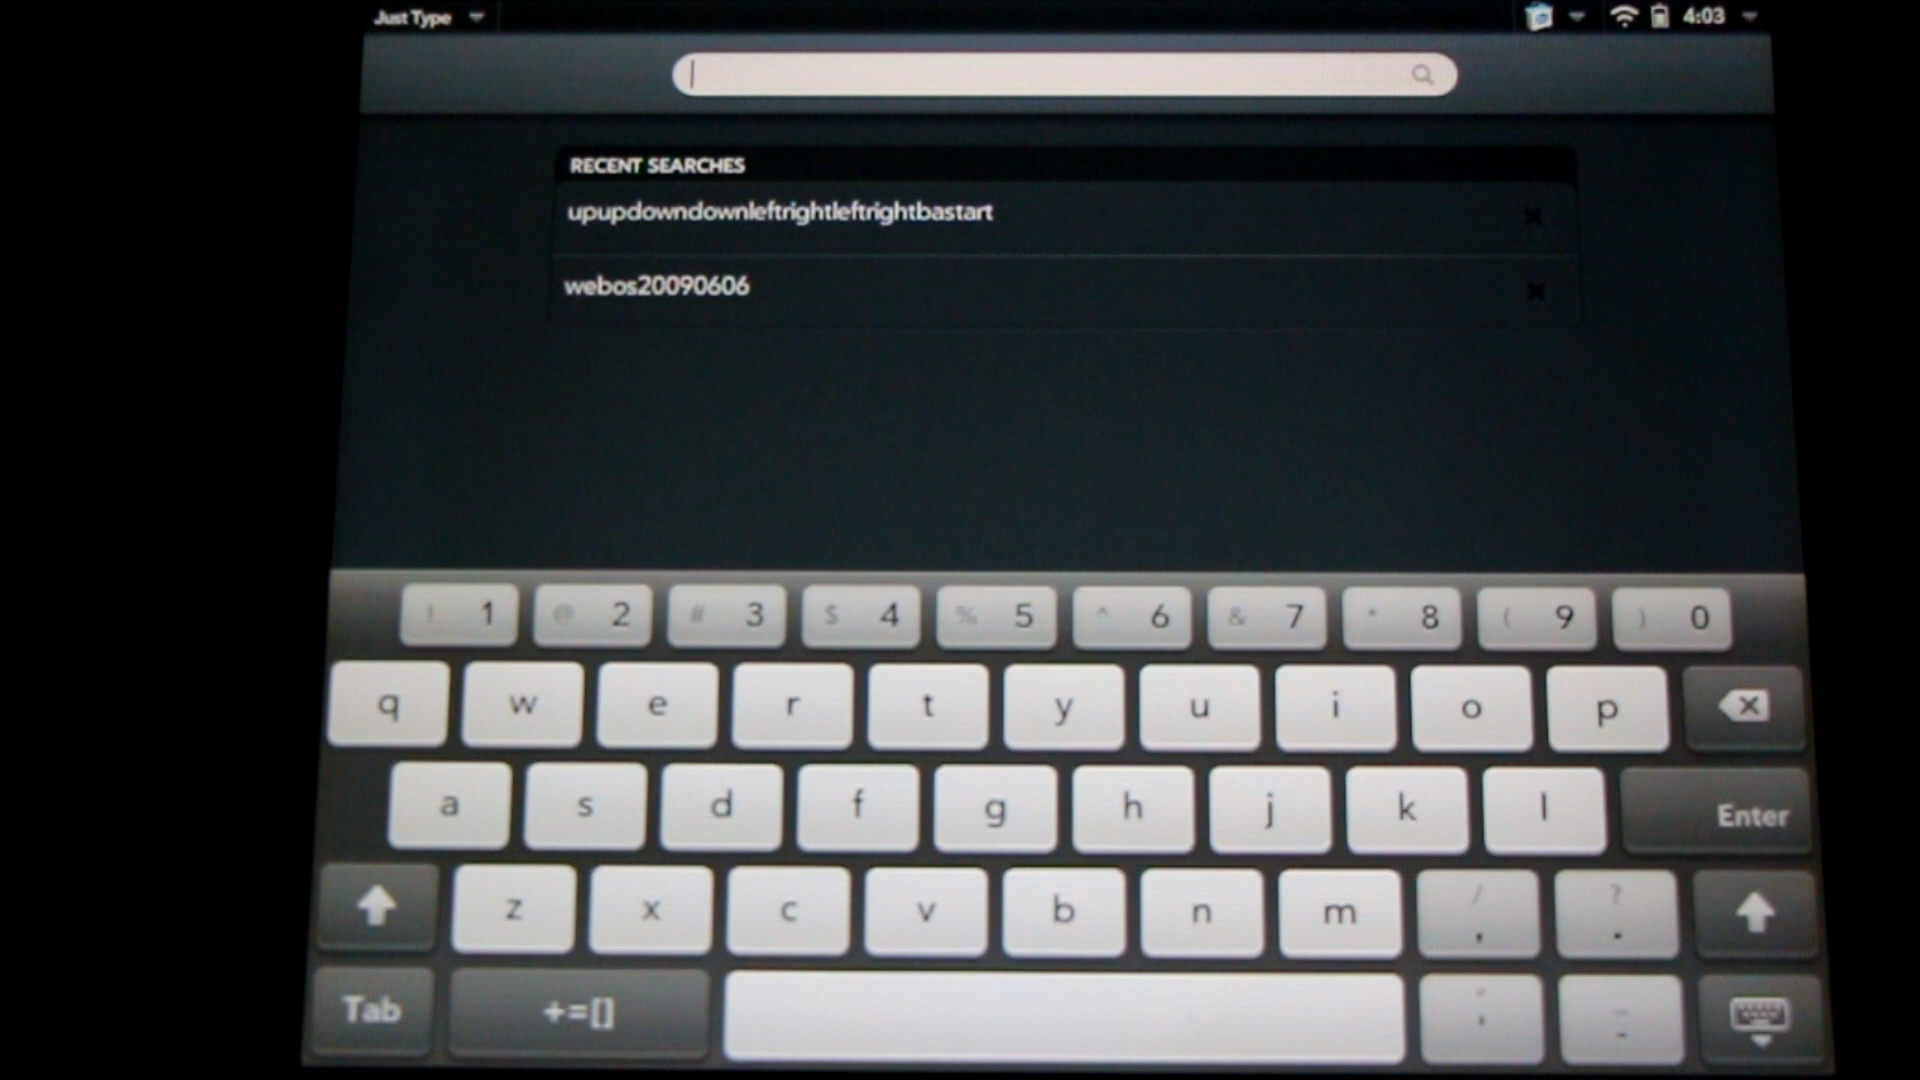 Just Type
4:03
RECENT SEARCHES
upupdowndownleftrightleftrightbastart
webos20090606
! 1 @ 2 # 3 $ 4 % 5 ^ 6 & 7 * 8 ( 9 ) 0
q w e r t y u i o p
a s d f g h j k l Enter
z x c v b n m / , ? .
Tab +=[] _ -